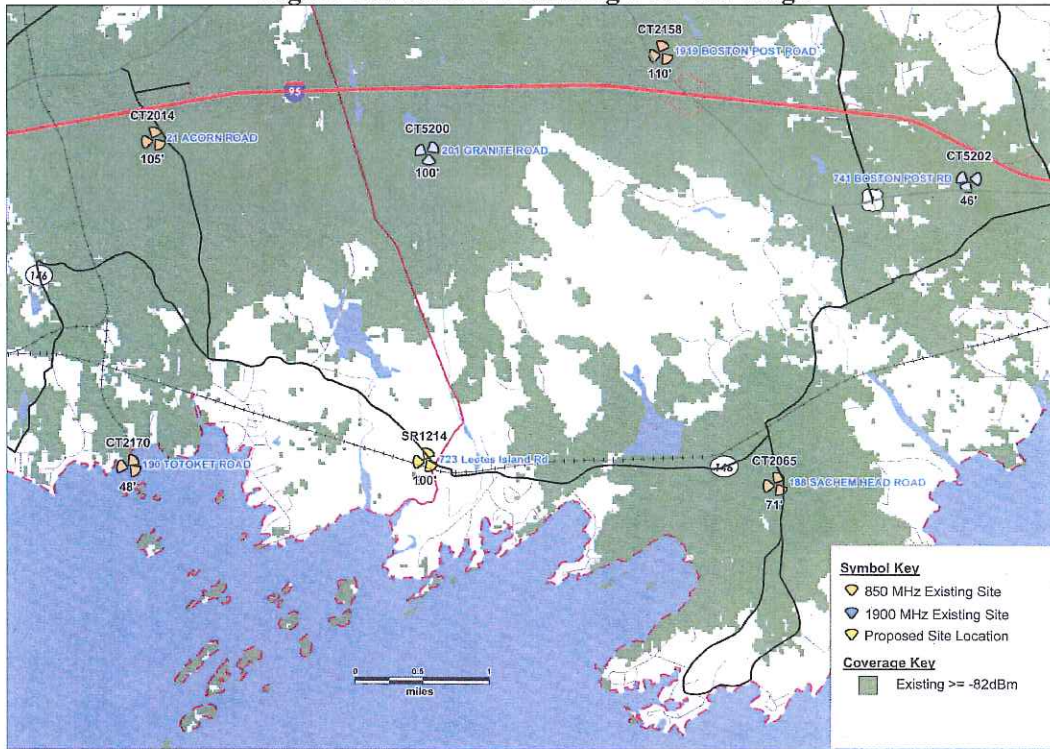 CT2158
1919 BOSTON POST ROAD
110'
95
CT2014
21 ACORN ROAD
105'
CT5200
201 GRANITE ROAD
100'
CT5202
741 BOSTON POST RD
46'
146
SR1214
723 Leetes Island Rd
100'
CT2170
190 TOTOKET ROAD
48'
146
CT2065
188 SACHEM HEAD ROAD
71'
0 0.5 1
miles
Symbol Key
850 MHz Existing Site
1900 MHz Existing Site
Proposed Site Location
Coverage Key
Existing >= -82dBm